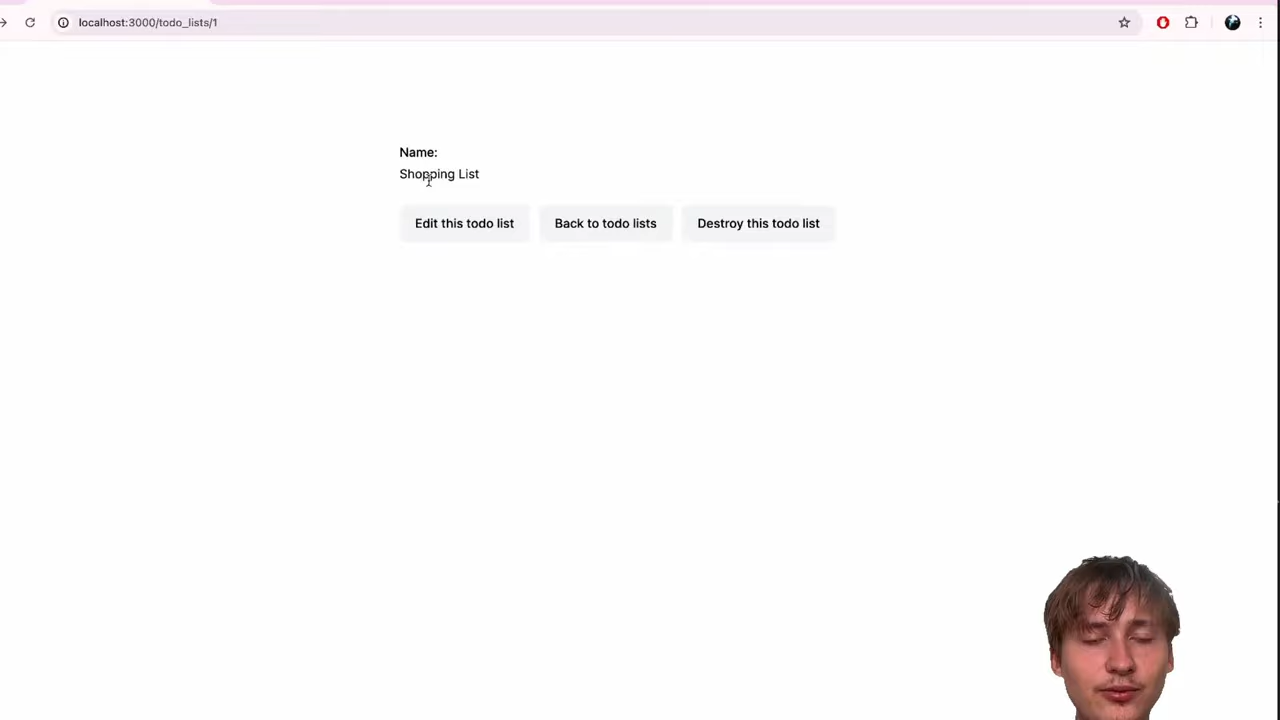 localhost:3000/todo_lists/1
Name:
Shopping List
Edit this todo list
Back to todo lists
Destroy this todo list